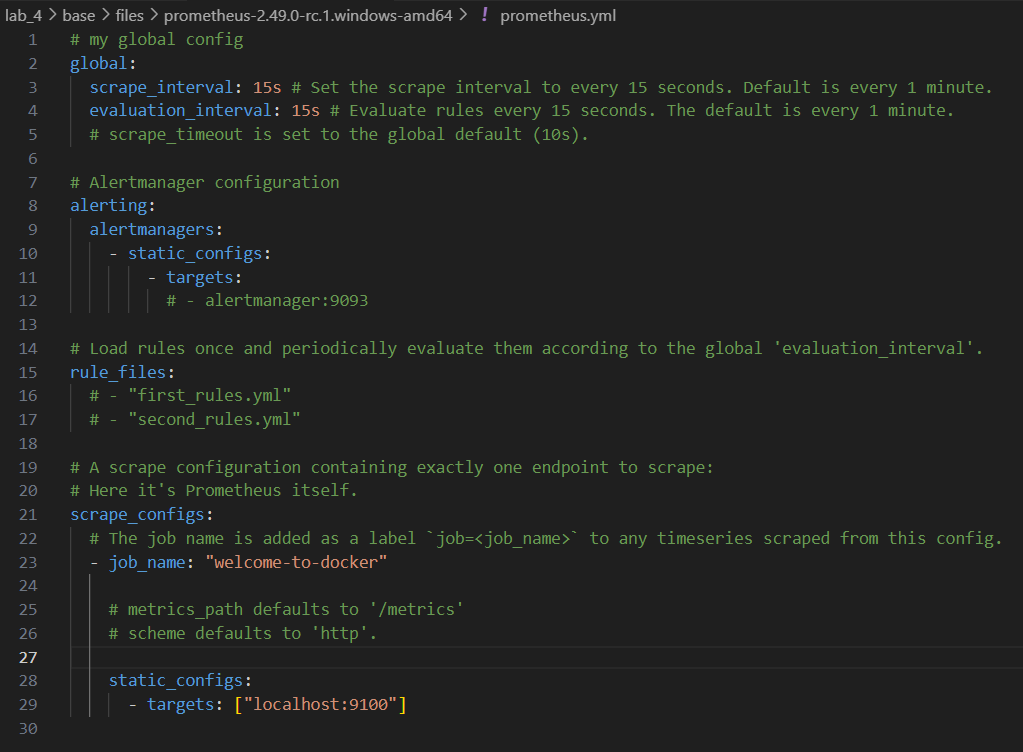 lab_4 > base > files > prometheus-2.49.0-rc.1.windows-amd64 > ! prometheus.yml
1 # my global config
2 global:
3   scrape_interval: 15s # Set the scrape interval to every 15 seconds. Default is every 1 minute.
4   evaluation_interval: 15s # Evaluate rules every 15 seconds. The default is every 1 minute.
5   # scrape_timeout is set to the global default (10s).
6
7 # Alertmanager configuration
8 alerting:
9   alertmanagers:
10     - static_configs:
11         - targets:
12           # - alertmanager:9093
13
14 # Load rules once and periodically evaluate them according to the global 'evaluation_interval'.
15 rule_files:
16   # - "first_rules.yml"
17   # - "second_rules.yml"
18
19 # A scrape configuration containing exactly one endpoint to scrape:
20 # Here it's Prometheus itself.
21 scrape_configs:
22   # The job name is added as a label `job=<job_name>` to any timeseries scraped from this config.
23   - job_name: "welcome-to-docker"
24
25     # metrics_path defaults to '/metrics'
26     # scheme defaults to 'http'.
27
28     static_configs:
29       - targets: ["localhost:9100"]
30